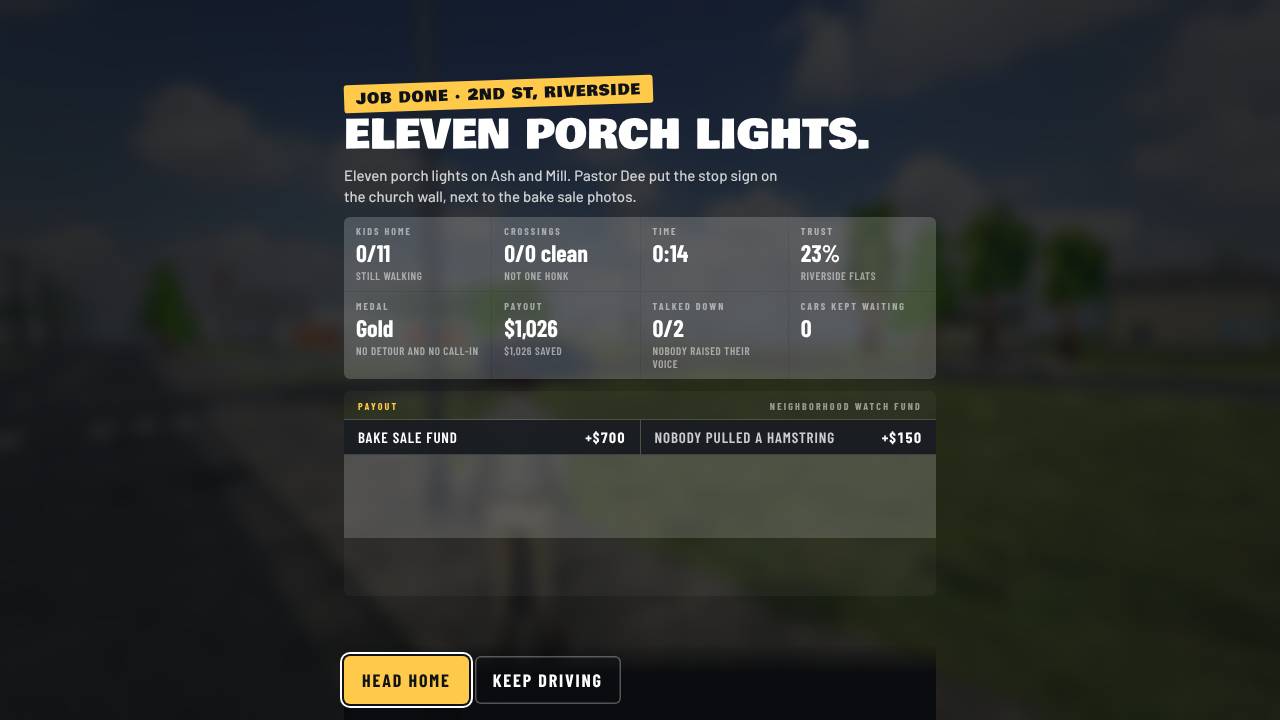 JOB DONE · 2ND ST, RIVERSIDE
ELEVEN PORCH LIGHTS.
Eleven porch lights on Ash and Mill. Pastor Dee put the stop sign on
the church wall, next to the bake sale photos.
KIDS HOME
0/11
STILL WALKING
CROSSINGS
0/0 clean
NOT ONE HONK
TIME
0:14
TRUST
23%
RIVERSIDE FLATS
MEDAL
Gold
NO DETOUR AND NO CALL-IN
PAYOUT
$1,026
$1,026 SAVED
TALKED DOWN
0/2
NOBODY RAISED THEIR
VOICE
CARS KEPT WAITING
0
PAYOUT
NEIGHBORHOOD WATCH FUND
BAKE SALE FUND +$700
NOBODY PULLED A HAMSTRING +$150
HEAD HOME
KEEP DRIVING